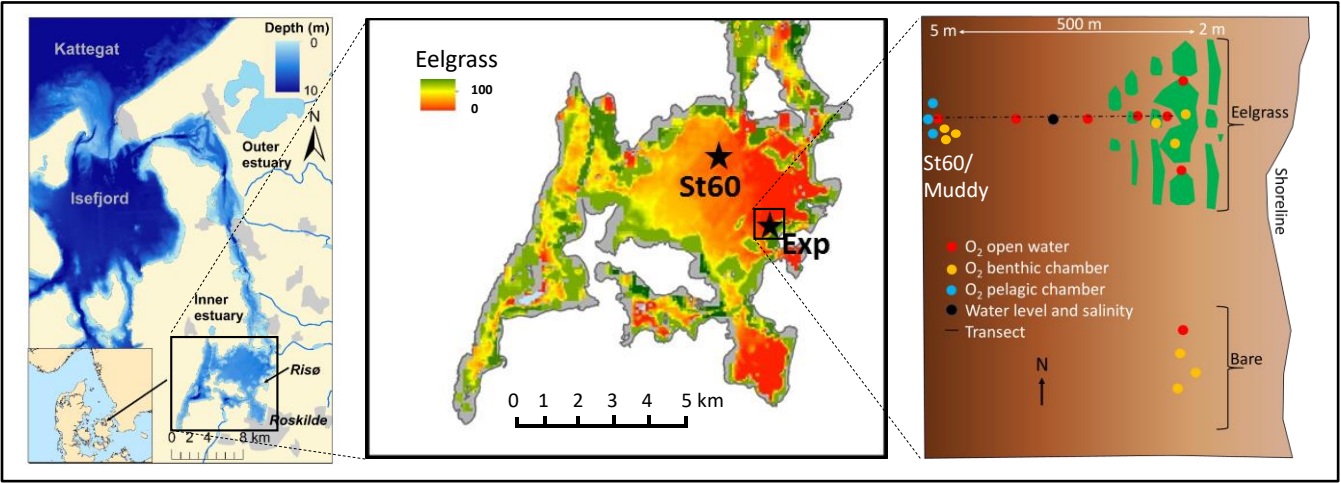 Depth (m)
0
10
Kattegat
N
Outer
estuary
Isefjord
Inner
estuary
Risø
Roskilde
0 2 4 8 km
Eelgrass
100
0
St60
Exp
0 1 2 3 4 5 km
5 m
500 m
2 m
Eelgrass
St60/
Muddy
Shoreline
O₂ open water
O₂ benthic chamber
O₂ pelagic chamber
Water level and salinity
Transect
Bare
N